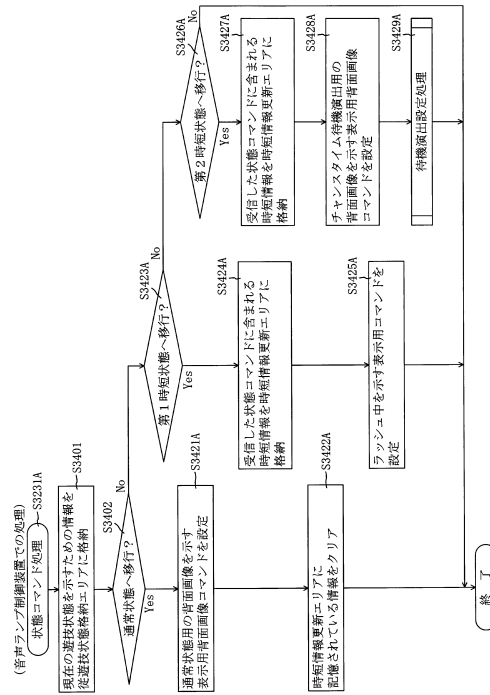 (音声ランプ制御装置での処理)
状態コマンド処理
S3231A
S3401
現在の遊技状態を示すための情報を
従遊技状態格納エリアに格納
S3402
通常状態へ移行？
No
Yes
S3421A
通常状態用の背面画像を示す
表示用背面画像コマンドを設定
S3422A
時短情報更新エリアに
記憶されている情報をクリア
S3423A
第1時短状態へ移行？
No
Yes
S3424A
受信した状態コマンドに含まれる
時短情報を時短情報更新エリアに
格納
S3425A
ラッシュ中を示す表示用コマンドを
設定
S3426A
第2時短状態へ移行？
No
Yes
S3427A
受信した状態コマンドに含まれる
時短情報を時短情報更新エリアに
格納
S3428A
チャンスタイム待機演出用の
背面画像を示す表示用背面画像
コマンドを設定
S3429A
待機演出設定処理
終了